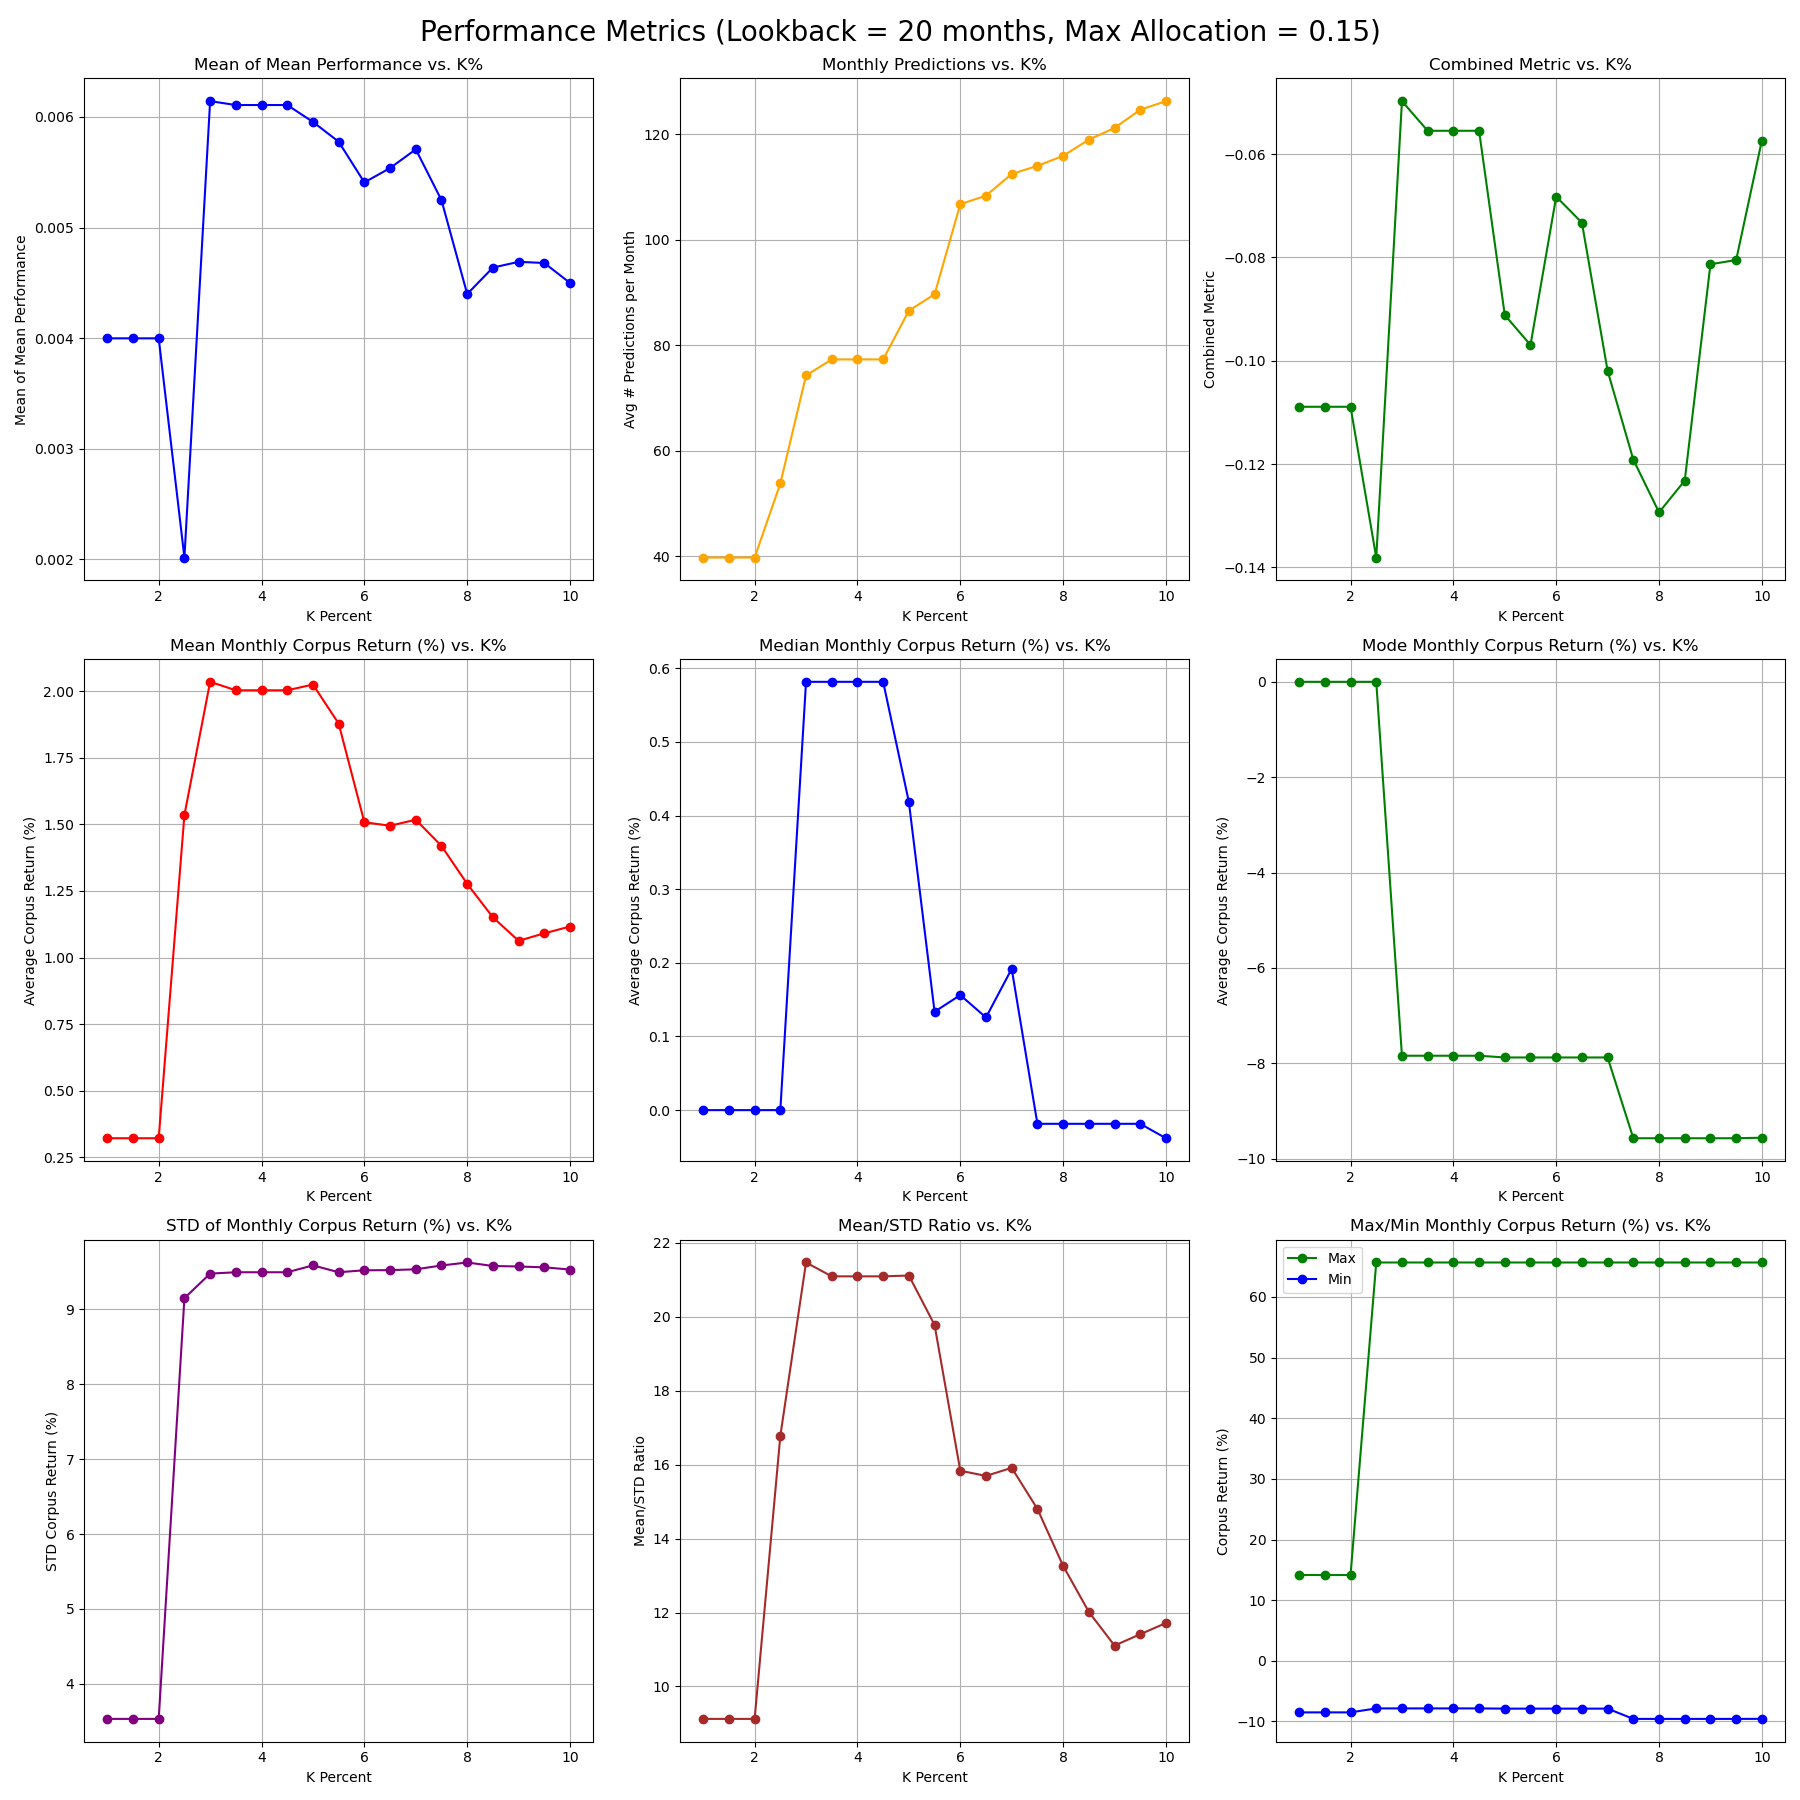 Performance Metrics (Lookback = 20 months, Max Allocation = 0.15)
Mean of Mean Performance vs. K%
Mean of Mean Performance
0.006
0.005
0.004
0.003
0.002
2 4 6 8 10
K Percent
Monthly Predictions vs. K%
Avg # Predictions per Month
120
100
80
60
40
2 4 6 8 10
K Percent
Combined Metric vs. K%
Combined Metric
−0.06
−0.08
−0.10
−0.12
−0.14
2 4 6 8 10
K Percent
Mean Monthly Corpus Return (%) vs. K%
Average Corpus Return (%)
2.00
1.75
1.50
1.25
1.00
0.75
0.50
0.25
2 4 6 8 10
K Percent
Median Monthly Corpus Return (%) vs. K%
Average Corpus Return (%)
0.6
0.5
0.4
0.3
0.2
0.1
0.0
2 4 6 8 10
K Percent
Mode Monthly Corpus Return (%) vs. K%
Average Corpus Return (%)
0
−2
−4
−6
−8
−10
2 4 6 8 10
K Percent
STD of Monthly Corpus Return (%) vs. K%
STD Corpus Return (%)
9
8
7
6
5
4
2 4 6 8 10
K Percent
Mean/STD Ratio vs. K%
Mean/STD Ratio
22
20
18
16
14
12
10
2 4 6 8 10
K Percent
Max/Min Monthly Corpus Return (%) vs. K%
Max
Min
Corpus Return (%)
60
50
40
30
20
10
0
−10
2 4 6 8 10
K Percent